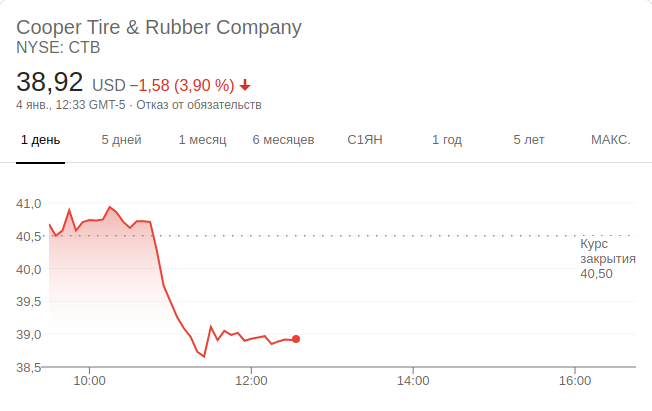 Cooper Tire & Rubber Company
NYSE: CTB
38,92 USD −1,58 (3,90 %)
4 янв., 12:33 GMT-5 · Отказ от обязательств
1 день 5 дней 1 месяц 6 месяцев С1ЯН 1 год 5 лет МАКС.
41,0
40,5
Курс
закрытия
40,50
40,0
39,5
39,0
38,5
10:00 12:00 14:00 16:00